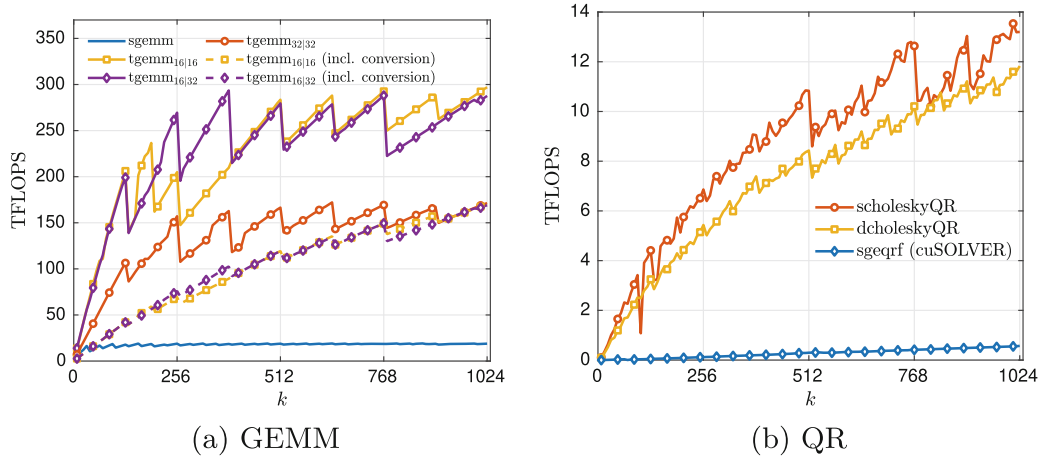 350
300
250
200
150
100
50
0
TFLOPS
sgemm
tgemm32|32
tgemm16|16
tgemm16|16 (incl. conversion)
tgemm16|32
tgemm16|32 (incl. conversion)
0 256 512 768 1024
k
(a) GEMM
14
12
10
8
6
4
2
0
TFLOPS
scholeskyQR
dcholeskyQR
sgeqrf (cuSOLVER)
0 256 512 768 1024
k
(b) QR